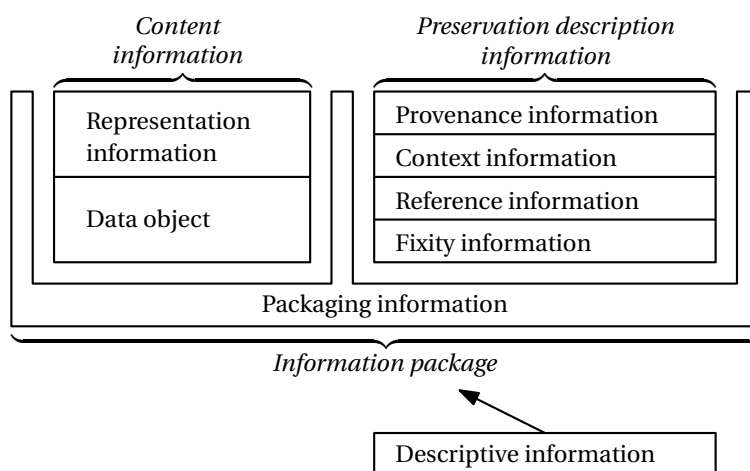 Content
information
Preservation description
information
Representation
information
Data object
Provenance information
Context information
Reference information
Fixity information
Packaging information
Information package
Descriptive information